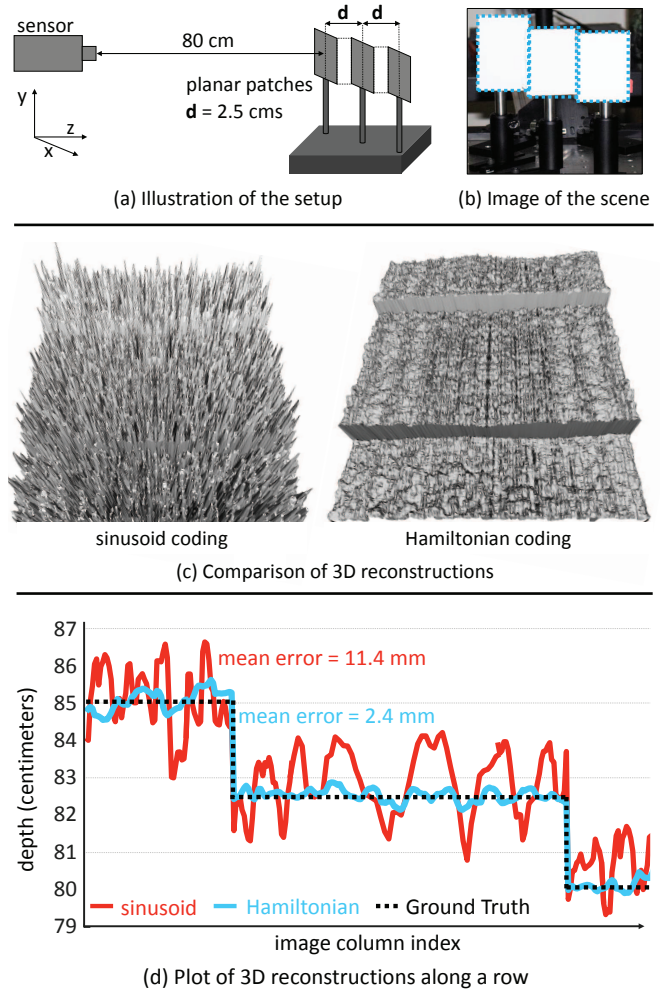 sensor
80 cm
d d
planar patches
d = 2.5 cms
y
z
x
(a) Illustration of the setup
(b) Image of the scene
sinusoid coding
Hamiltonian coding
(c) Comparison of 3D reconstructions
depth (centimeters)
87
86
85
84
83
82
81
80
79
mean error = 11.4 mm
mean error = 2.4 mm
sinusoid
Hamiltonian
Ground Truth
image column index
(d) Plot of 3D reconstructions along a row